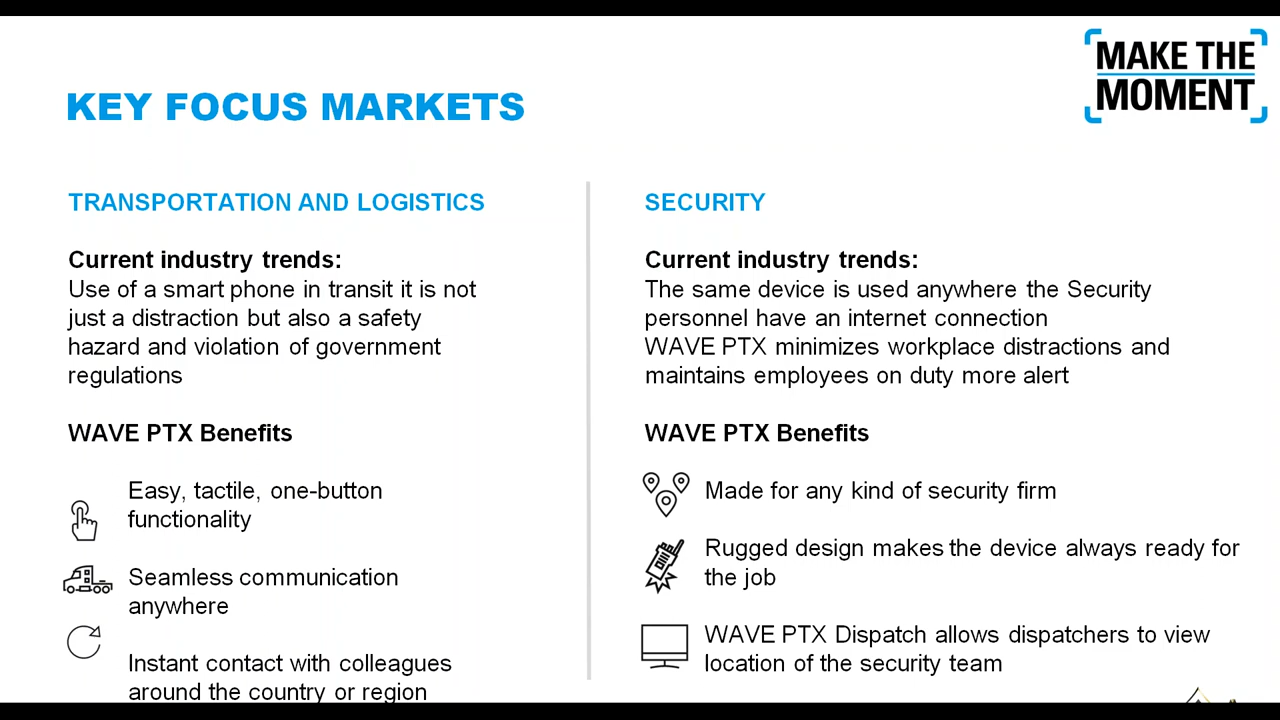 MAKE THE
MOMENT
KEY FOCUS MARKETS
TRANSPORTATION AND LOGISTICS
Current industry trends:
Use of a smart phone in transit it is not
just a distraction but also a safety
hazard and violation of government
regulations
WAVE PTX Benefits
Easy, tactile, one-button
functionality
Seamless communication
anywhere
Instant contact with colleagues
around the country or region
SECURITY
Current industry trends:
The same device is used anywhere the Security
personnel have an internet connection
WAVE PTX minimizes workplace distractions and
maintains employees on duty more alert
WAVE PTX Benefits
Made for any kind of security firm
Rugged design makes the device always ready for
the job
WAVE PTX Dispatch allows dispatchers to view
location of the security team